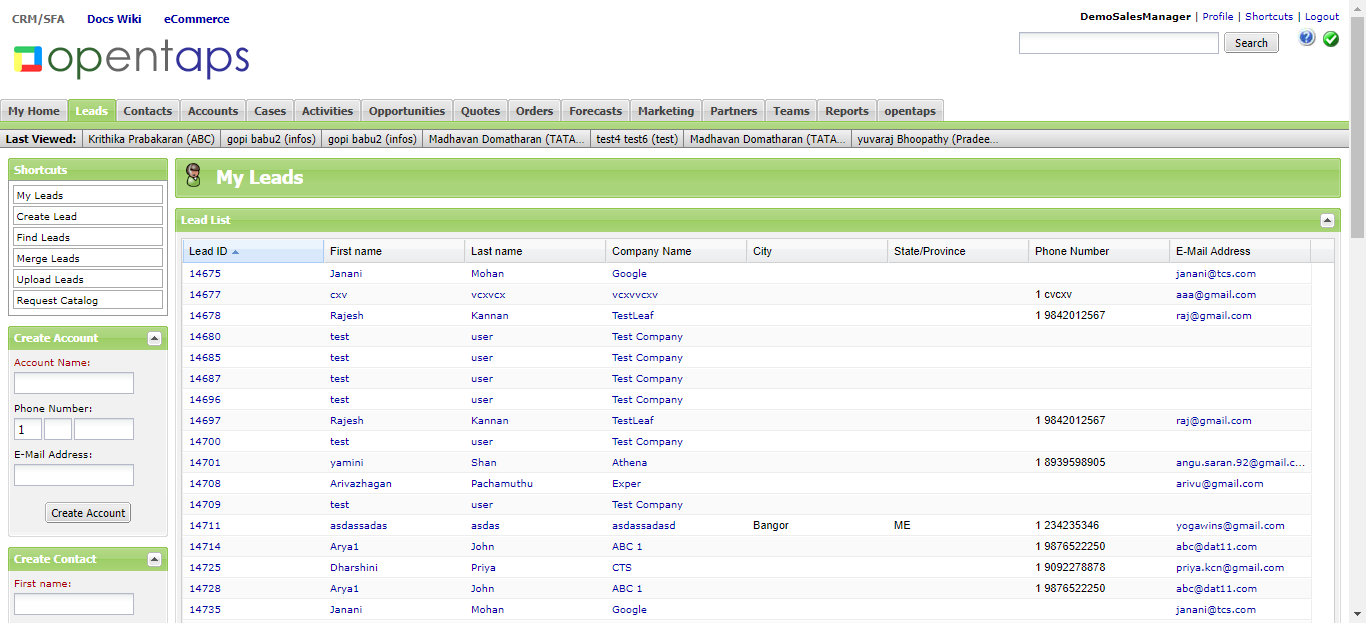 CRM/SFA Docs Wiki eCommerce
DemoSalesManager | Profile | Shortcuts | Logout
opentaps
Search
My Home Leads Contacts Accounts Cases Activities Opportunities Quotes Orders Forecasts Marketing Partners Teams Reports opentaps
Last Viewed: Krithika Prabakaran (ABC) gopi babu2 (infos) gopi babu2 (infos) Madhavan Domatharan (TATA... test4 test6 (test) Madhavan Domatharan (TATA... yuvaraj Bhoopathy (Pradee...
Shortcuts
My Leads
Create Lead
Find Leads
Merge Leads
Upload Leads
Request Catalog
Create Account
Account Name:
Phone Number:
1
E-Mail Address:
Create Account
Create Contact
First name:
My Leads
Lead List
Lead ID First name Last name Company Name City State/Province Phone Number E-Mail Address
14675 Janani Mohan Google janani@tcs.com
14677 cxv vcxvcx vcxvvcxv 1 cvcxv aaa@gmail.com
14678 Rajesh Kannan TestLeaf 1 9842012567 raj@gmail.com
14680 test user Test Company
14685 test user Test Company
14687 test user Test Company
14696 test user Test Company
14697 Rajesh Kannan TestLeaf 1 9842012567 raj@gmail.com
14700 test user Test Company
14701 yamini Shan Athena 1 8939598905 angu.saran.92@gmail.c...
14708 Arivazhagan Pachamuthu Exper arivu@gmail.com
14709 test user Test Company
14711 asdassadas asdas asdassadasd Bangor ME 1 234235346 yogawins@gmail.com
14714 Arya1 John ABC 1 1 9876522250 abc@dat11.com
14725 Dharshini Priya CTS 1 9092278878 priya.kcn@gmail.com
14728 Arya1 John ABC 1 1 9876522250 abc@dat11.com
14735 Janani Mohan Google janani@tcs.com